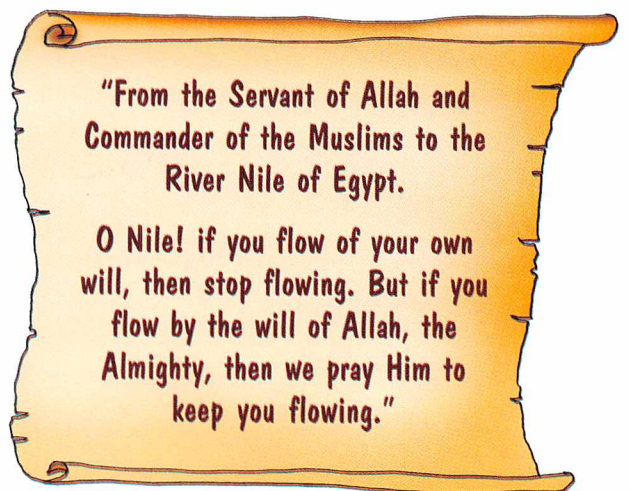 "From the Servant of Allah and
Commander of the Muslims to the
River Nile of Egypt.
O Nile! if you flow of your own
will, then stop flowing. But if you
flow by the will of Allah, the
Almighty, then we pray Him to
keep you flowing."